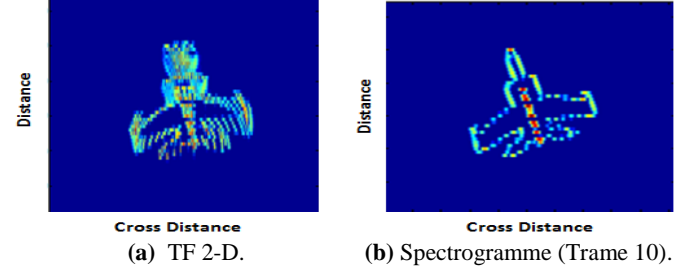 Distance
Cross Distance
(a) TF 2-D.
Distance
Cross Distance
(b) Spectrogramme (Trame 10).